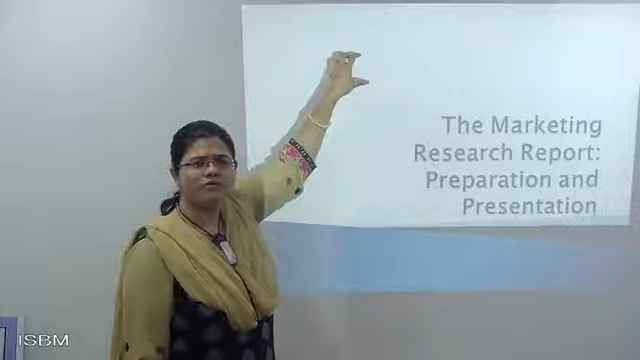 The Marketing
Research Report:
Preparation and
Presentation
ISBM